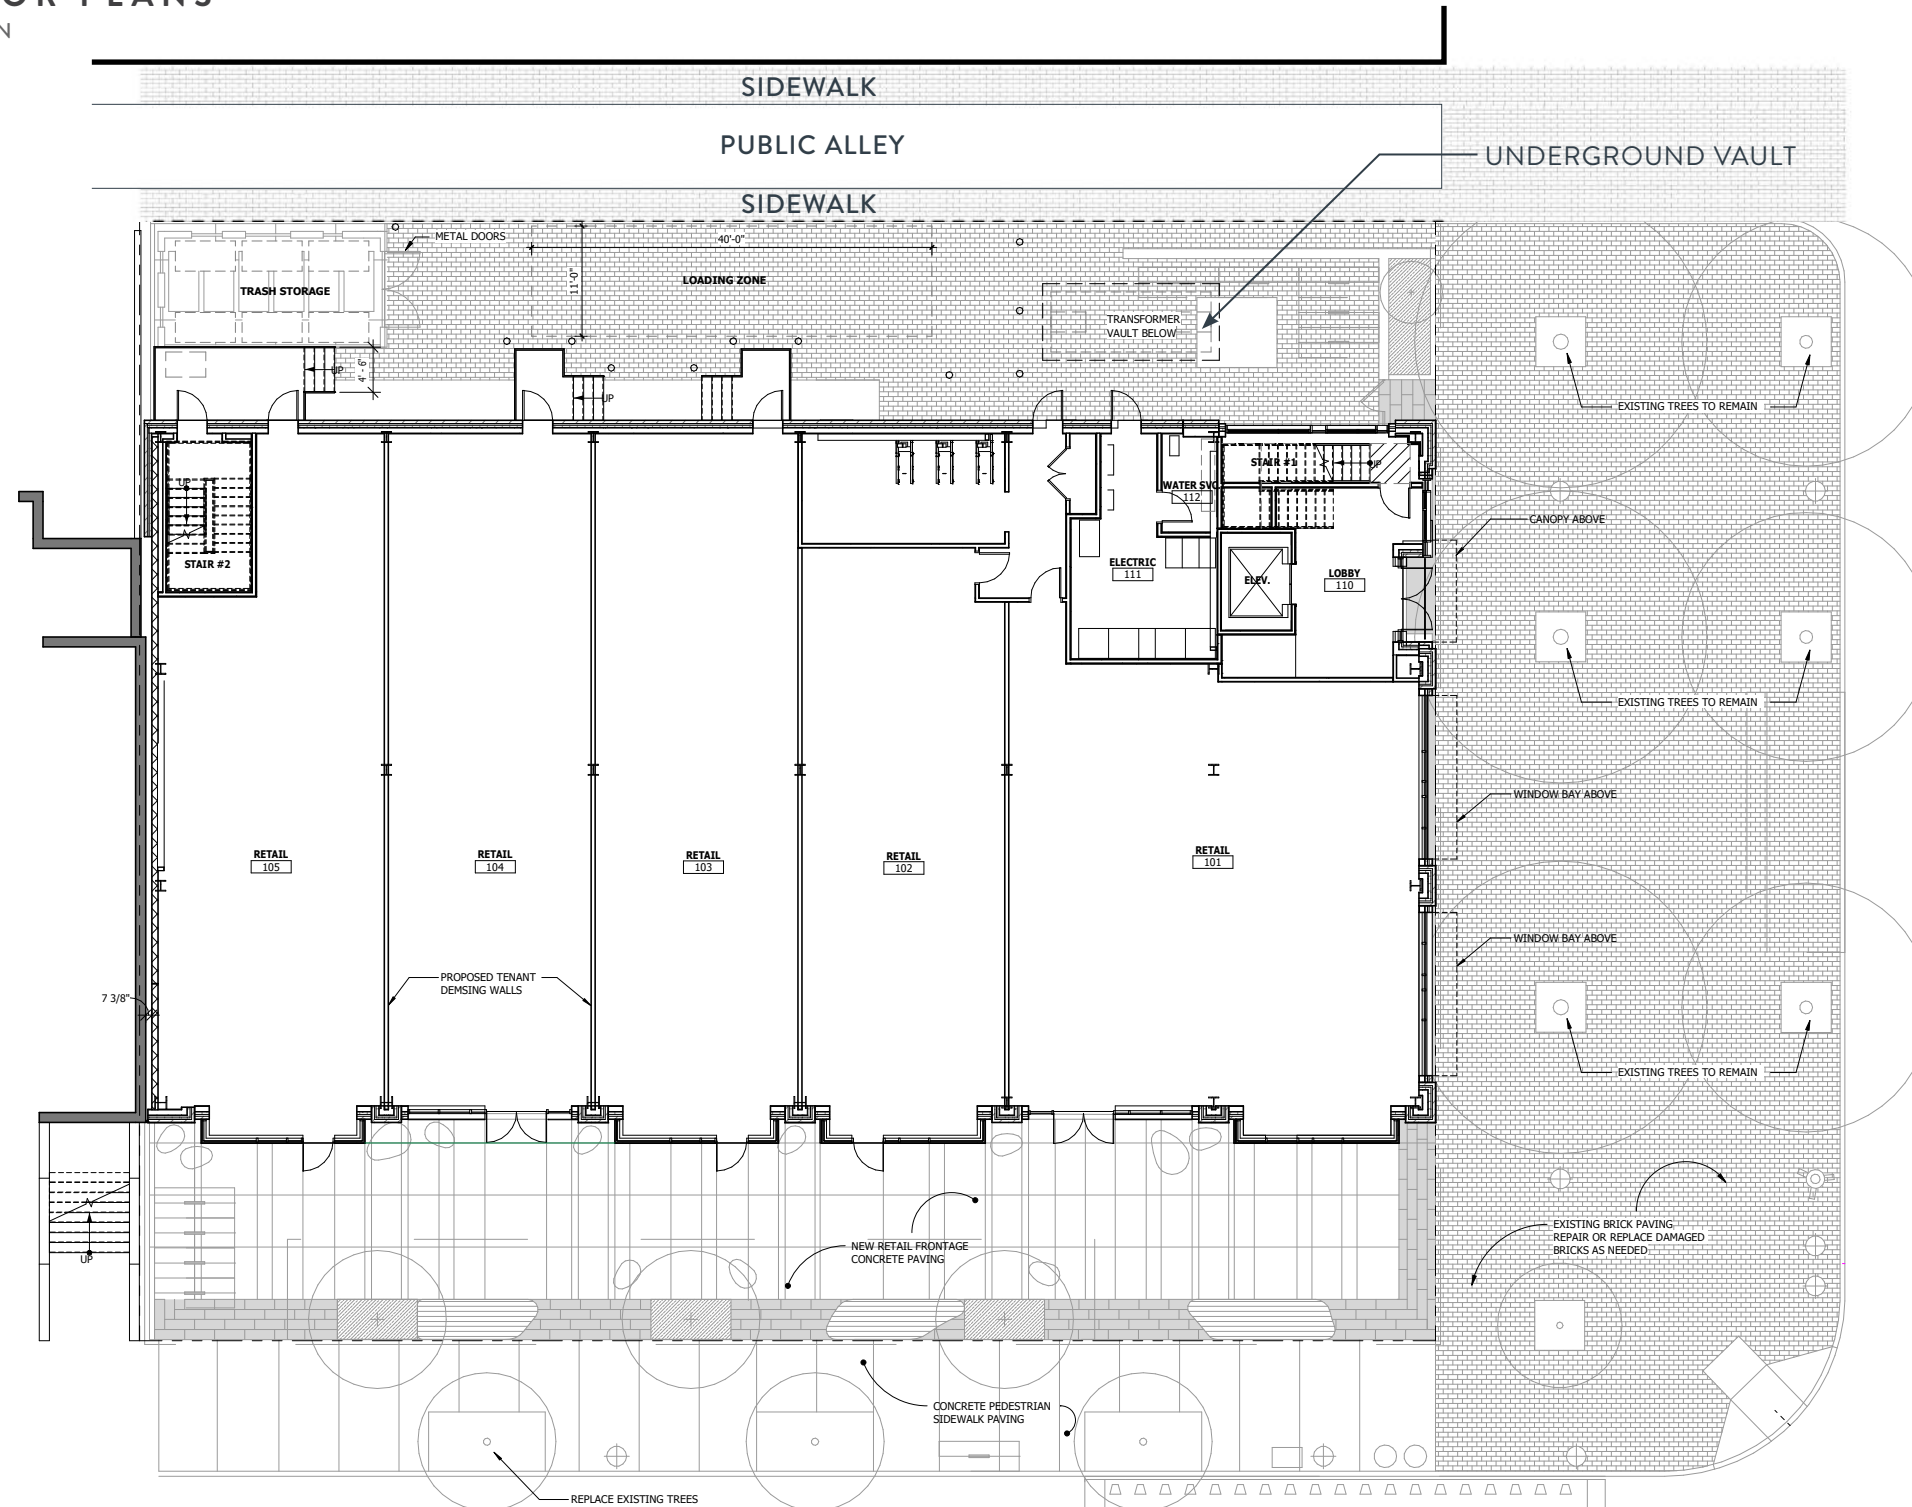 OR PLANS
N
SIDEWALK
PUBLIC ALLEY
UNDERGROUND VAULT
SIDEWALK
METAL DOORS
40'-0"
11'-0"
LOADING ZONE
TRASH STORAGE
TRANSFORMER
VAULT BELOW
UP
4' - 6"
UP
EXISTING TREES TO REMAIN
STAIR #1
UP
UP
WATER SVC
112
CANOPY ABOVE
STAIR #2
ELECTRIC
111
ELEV.
LOBBY
110
EXISTING TREES TO REMAIN
WINDOW BAY ABOVE
RETAIL
105
RETAIL
104
RETAIL
103
RETAIL
102
RETAIL
101
WINDOW BAY ABOVE
PROPOSED TENANT
DEMSING WALLS
7 3/8"
EXISTING TREES TO REMAIN
NEW RETAIL FRONTAGE
CONCRETE PAVING
EXISTING BRICK PAVING
REPAIR OR REPLACE DAMAGED
BRICKS AS NEEDED
UP
CONCRETE PEDESTRIAN
SIDEWALK PAVING
REPLACE EXISTING TREES